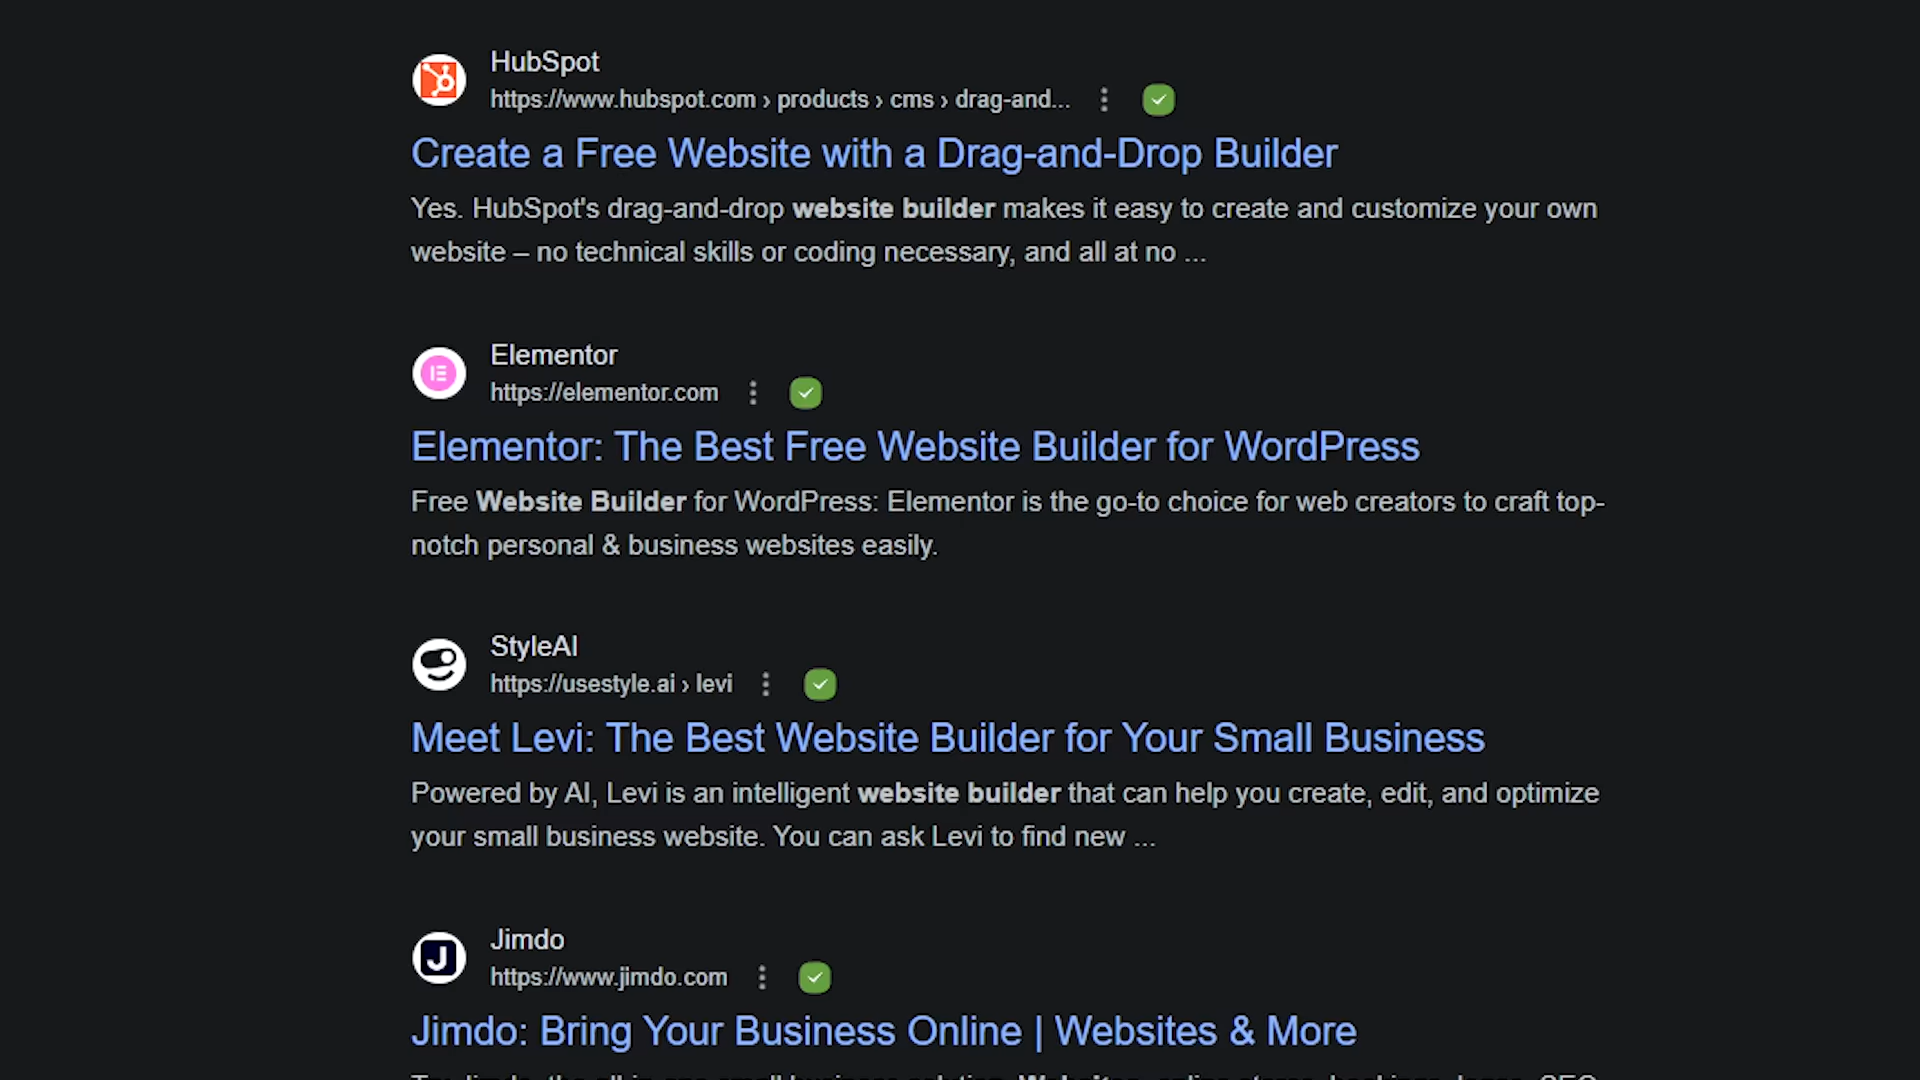 HubSpot
https://www.hubspot.com › products › cms › drag-and...
Create a Free Website with a Drag-and-Drop Builder
Yes. HubSpot's drag-and-drop website builder makes it easy to create and customize your own
website – no technical skills or coding necessary, and all at no ...
Elementor
https://elementor.com
Elementor: The Best Free Website Builder for WordPress
Free Website Builder for WordPress: Elementor is the go-to choice for web creators to craft top-
notch personal & business websites easily.
StyleAI
https://usestyle.ai › levi
Meet Levi: The Best Website Builder for Your Small Business
Powered by AI, Levi is an intelligent website builder that can help you create, edit, and optimize
your small business website. You can ask Levi to find new ...
Jimdo
https://www.jimdo.com
Jimdo: Bring Your Business Online | Websites & More